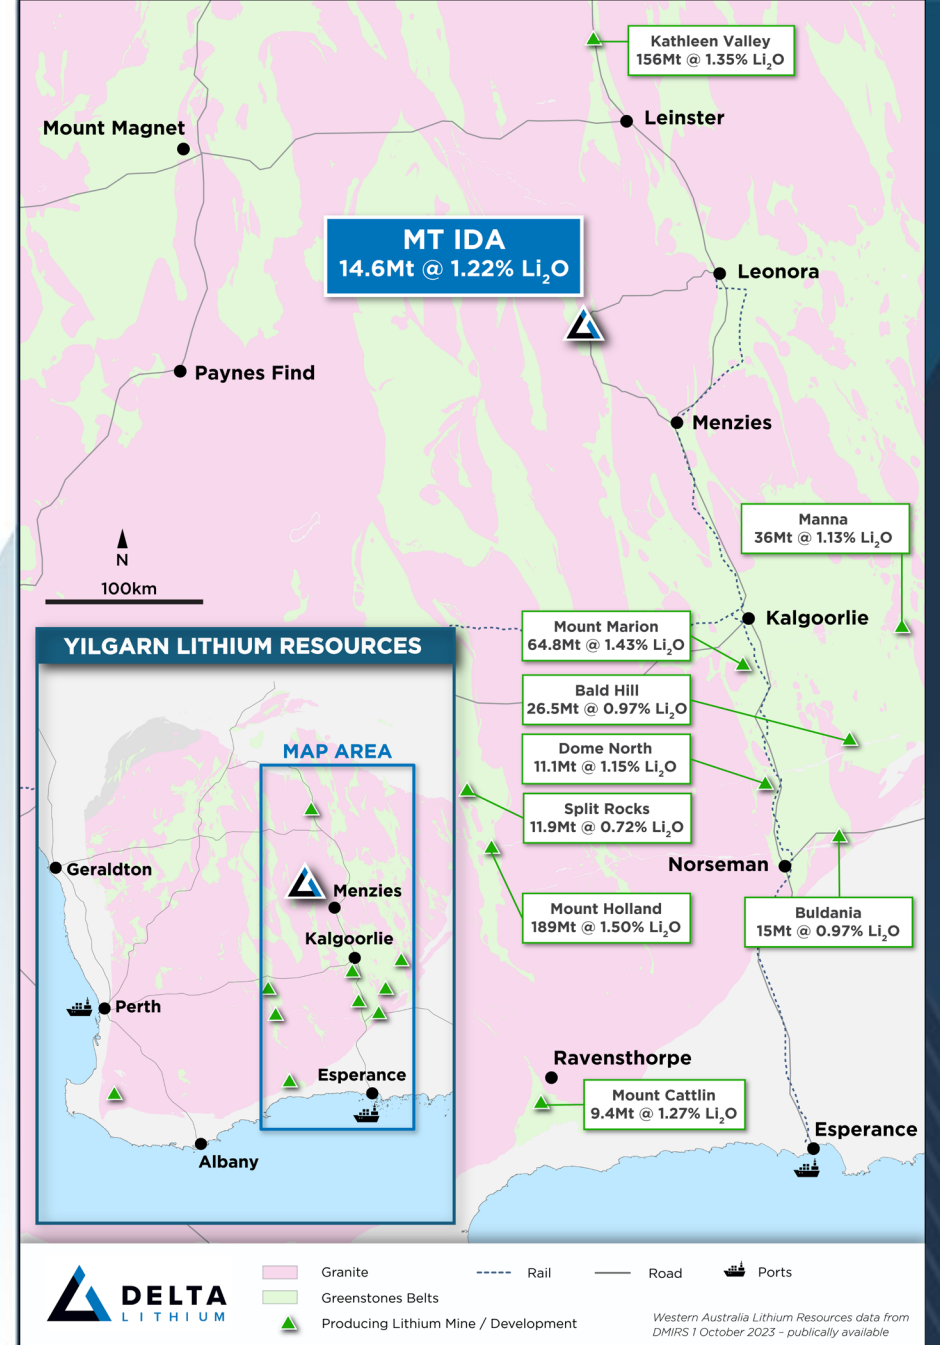 Kathleen Valley
156Mt @ 1.35% Li₂O
Leinster
Mount Magnet
MT IDA
14.6Mt @ 1.22% Li₂O
Leonora
Paynes Find
Menzies
Manna
36Mt @ 1.13% Li₂O
N
100km
Kalgoorlie
Mount Marion
64.8Mt @ 1.43% Li₂O
Bald Hill
26.5Mt @ 0.97% Li₂O
Dome North
11.1Mt @ 1.15% Li₂O
Split Rocks
11.9Mt @ 0.72% Li₂O
Norseman
Mount Holland
189Mt @ 1.50% Li₂O
Buldania
15Mt @ 0.97% Li₂O
Ravensthorpe
Mount Cattlin
9.4Mt @ 1.27% Li₂O
Esperance
YILGARN LITHIUM RESOURCES
MAP AREA
Geraldton
Menzies
Kalgoorlie
Perth
Esperance
Albany
DELTA
LITHIUM
Granite
Greenstones Belts
Producing Lithium Mine / Development
Rail
Road
Ports
Western Australia Lithium Resources data from
DMIRS 1 October 2023 – publically available